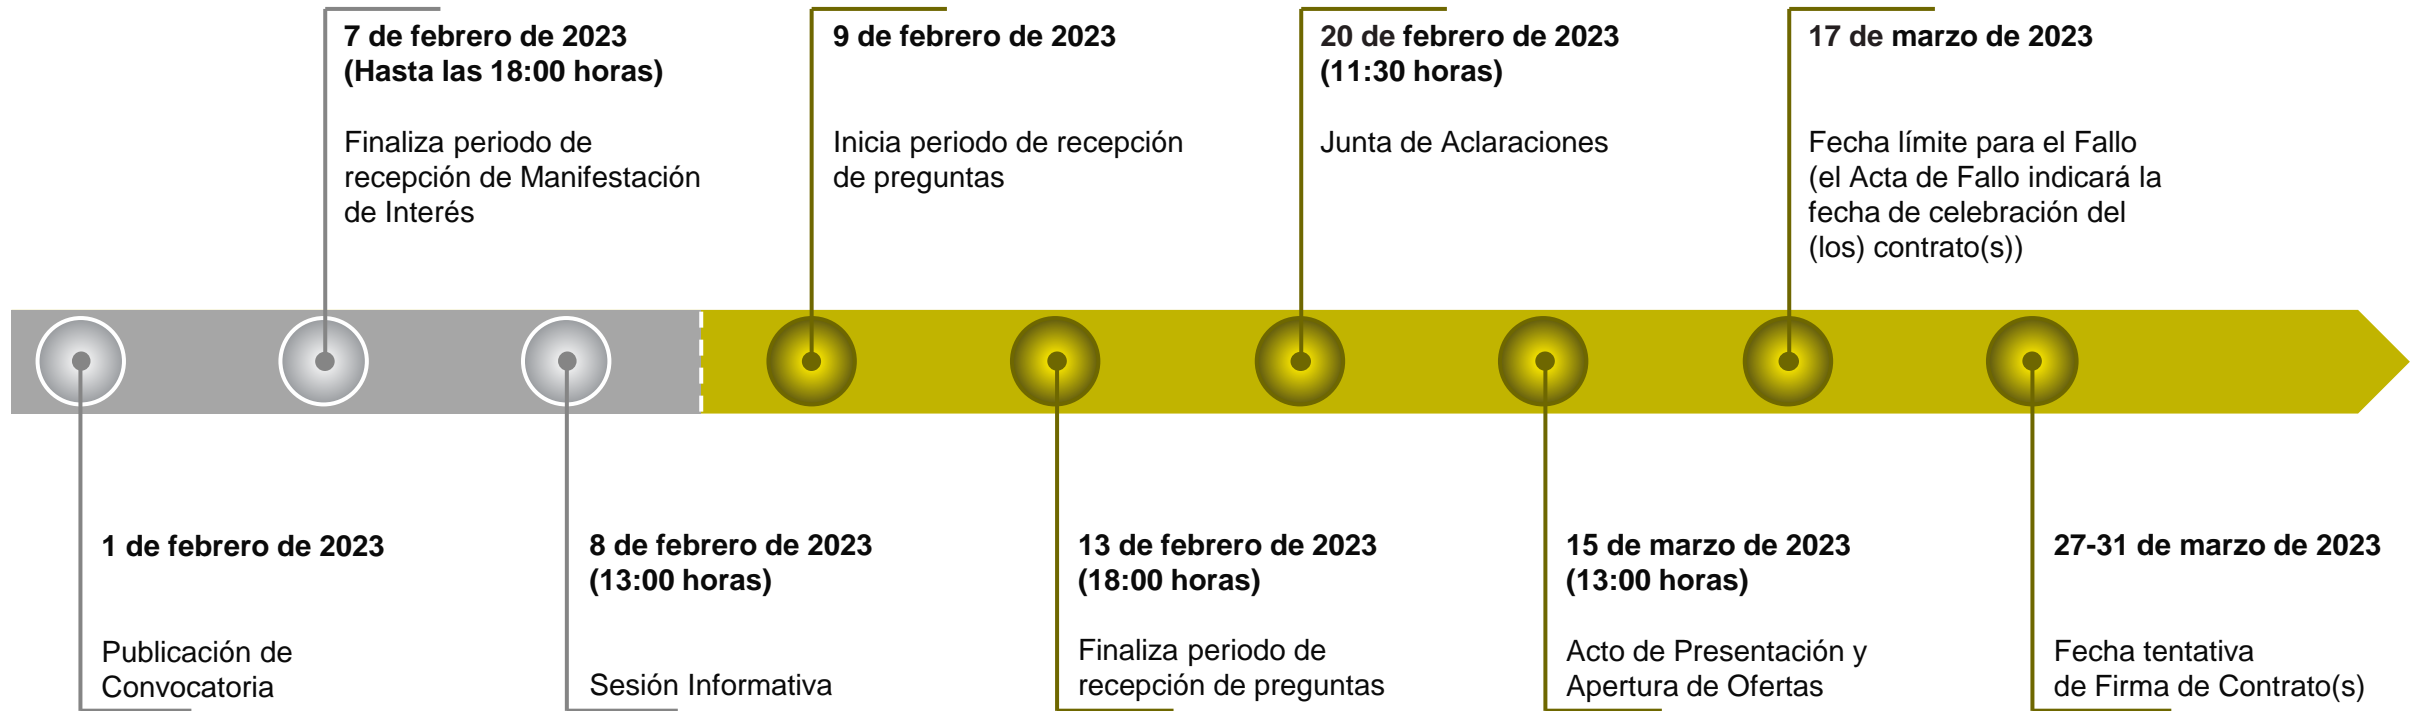 7 de febrero de 2023
(Hasta las 18:00 horas)
Finaliza periodo de
recepción de Manifestación
de Interés
9 de febrero de 2023
Inicia periodo de recepción
de preguntas
20 de febrero de 2023
(11:30 horas)
Junta de Aclaraciones
17 de marzo de 2023
Fecha límite para el Fallo
(el Acta de Fallo indicará la
fecha de celebración del
(los) contrato(s))
1 de febrero de 2023
Publicación de
Convocatoria
8 de febrero de 2023
(13:00 horas)
Sesión Informativa
13 de febrero de 2023
(18:00 horas)
Finaliza periodo de
recepción de preguntas
15 de marzo de 2023
(13:00 horas)
Acto de Presentación y
Apertura de Ofertas
27-31 de marzo de 2023
Fecha tentativa
de Firma de Contrato(s)